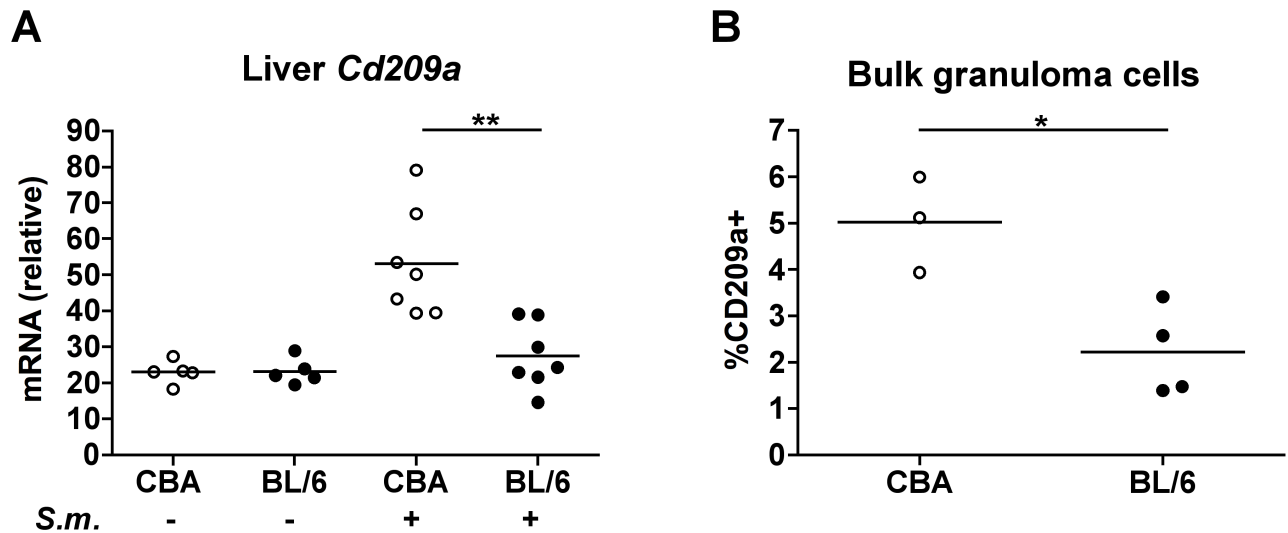 A
Liver Cd209a
**
mRNA (relative)
90
80
70
60
50
40
30
20
10
0
CBA BL/6 CBA BL/6
S.m. - - + +
B
Bulk granuloma cells
*
%CD209a+
7
6
5
4
3
2
1
0
CBA BL/6